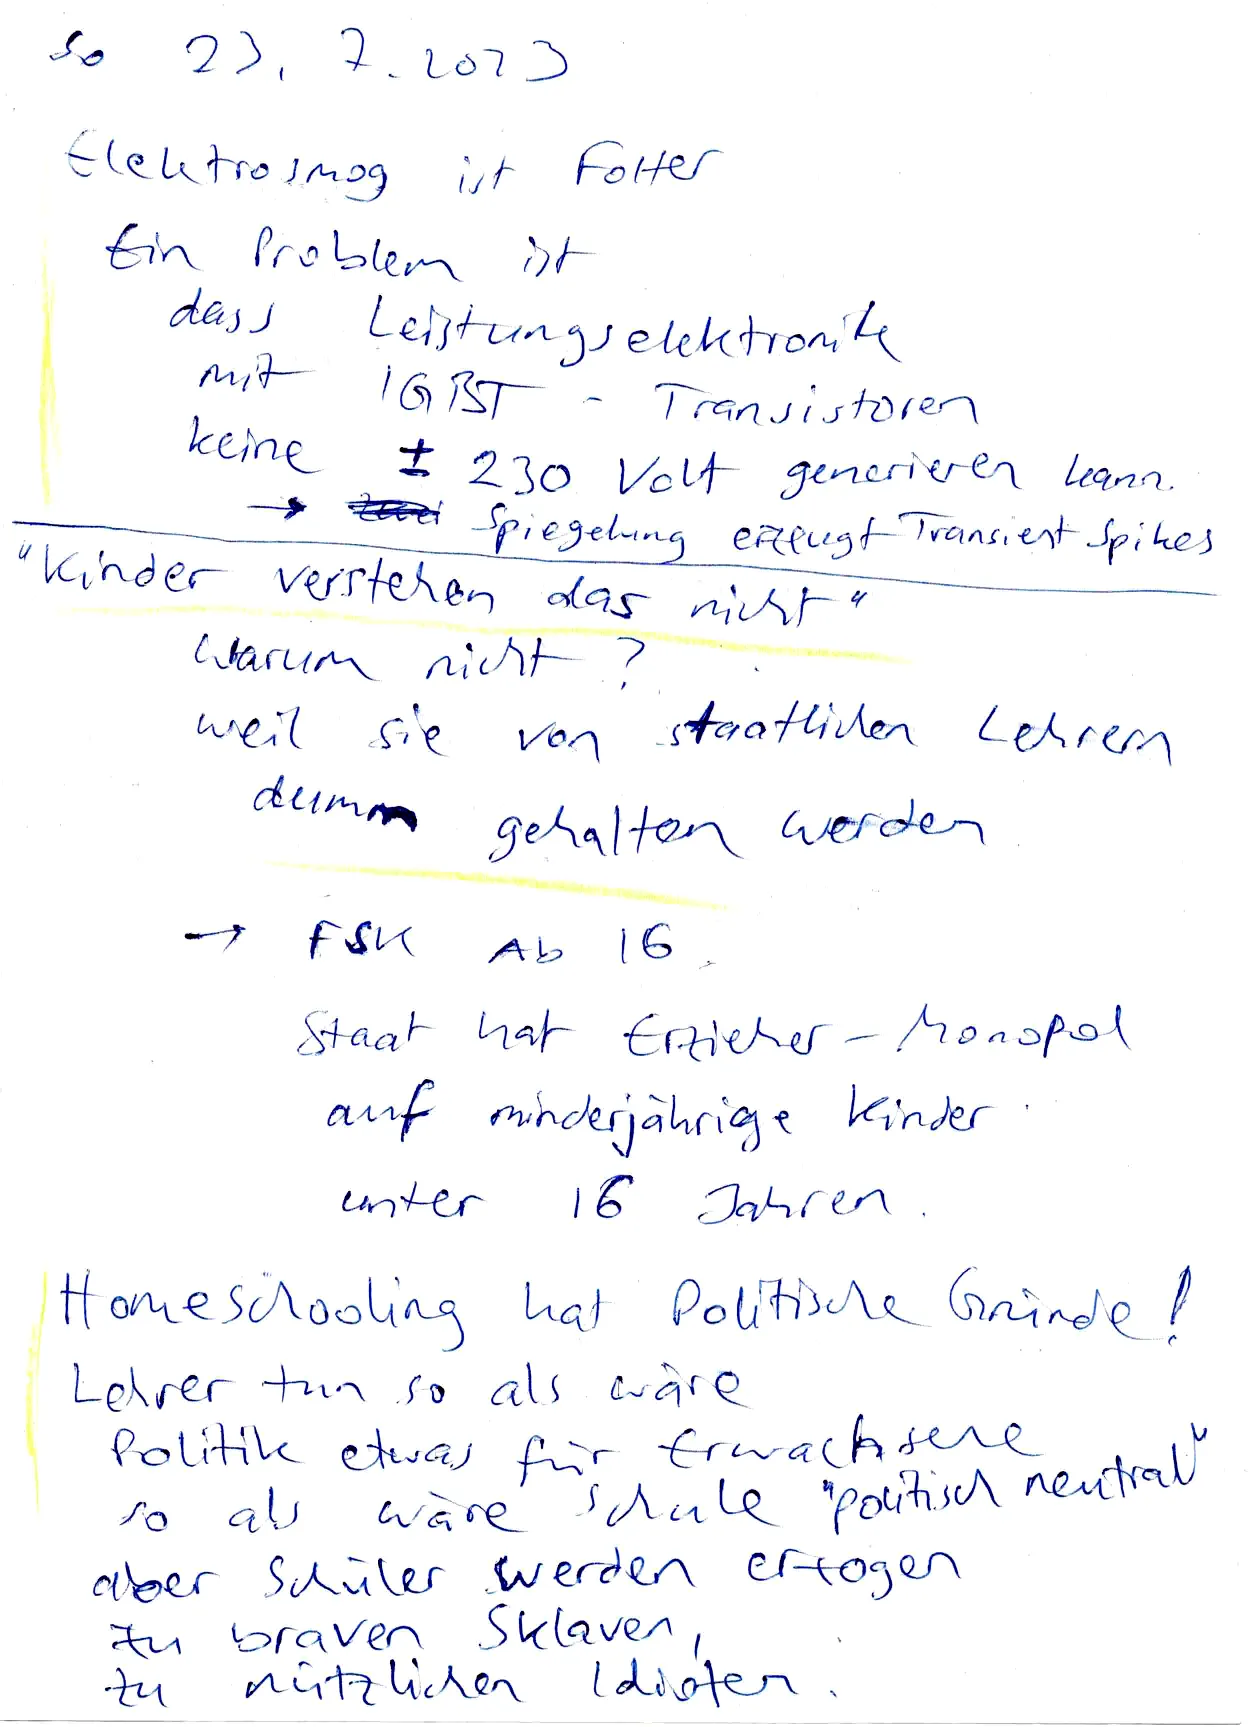 So 23. 7. 2023
Elektrosmog ist Folter
Ein Problem ist
dass Leistungselektronik
mit IGBT - Transistoren
keine ± 230 Volt generieren kann.
→ Spiegelung erzeugt Transient Spikes
"Kinder verstehen das nicht"
warum nicht?
weil sie von staatlichen Lehrern
dumm gehalten werden
→ FSK Ab 16
Staat hat Erzieher-Monopol
auf minderjährige Kinder
unter 16 Jahren.
Homeschooling hat Politische Gründe!
Lehrer tun so als wäre
Politik etwas für Erwachsene
so als wäre Schule "politisch neutral"
aber Schüler werden erzogen
zu braven Sklaven,
zu nützlichen Idioten.